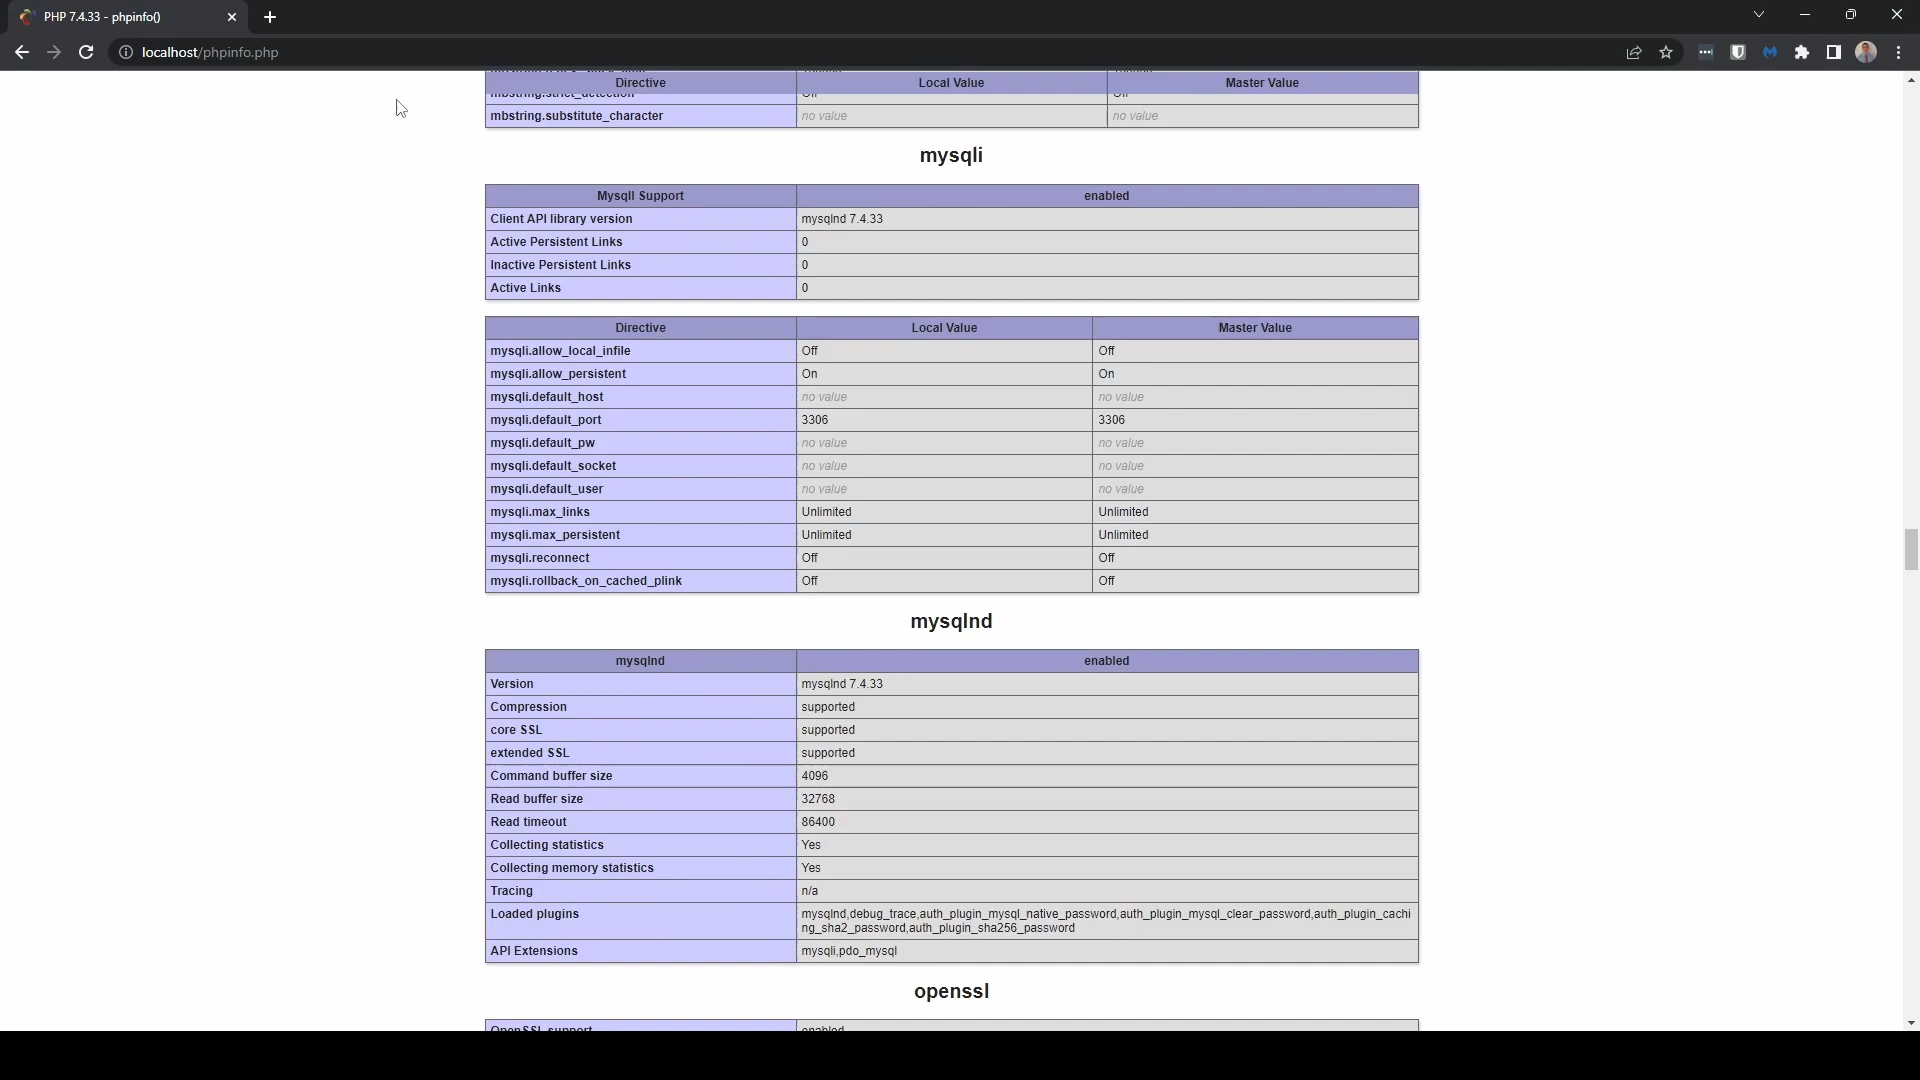 PHP 7.4.33 - phpinfo()
localhost/phpinfo.php
Directive Local Value Master Value
mbstring.strict_detection Off Off
mbstring.substitute_character no value no value
mysqli
MysqlI Support enabled
Client API library version mysqlnd 7.4.33
Active Persistent Links 0
Inactive Persistent Links 0
Active Links 0
Directive Local Value Master Value
mysqli.allow_local_infile Off Off
mysqli.allow_persistent On On
mysqli.default_host no value no value
mysqli.default_port 3306 3306
mysqli.default_pw no value no value
mysqli.default_socket no value no value
mysqli.default_user no value no value
mysqli.max_links Unlimited Unlimited
mysqli.max_persistent Unlimited Unlimited
mysqli.reconnect Off Off
mysqli.rollback_on_cached_plink Off Off
mysqlnd
mysqlnd enabled
Version mysqlnd 7.4.33
Compression supported
core SSL supported
extended SSL supported
Command buffer size 4096
Read buffer size 32768
Read timeout 86400
Collecting statistics Yes
Collecting memory statistics Yes
Tracing n/a
Loaded plugins mysqlnd,debug_trace,auth_plugin_mysql_native_password,auth_plugin_mysql_clear_password,auth_plugin_cachi
ng_sha2_password,auth_plugin_sha256_password
API Extensions mysqli,pdo_mysql
openssl
OpenSSL support enabled